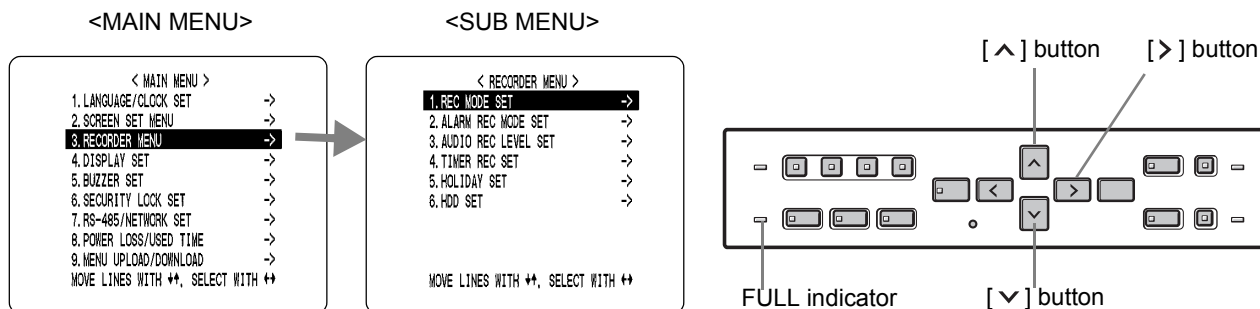 <MAIN MENU>
< MAIN MENU >
1. LANGUAGE/CLOCK SET ->
2. SCREEN SET MENU ->
3. RECORDER MENU ->
4. DISPLAY SET ->
5. BUZZER SET ->
6. SECURITY LOCK SET ->
7. RS-485/NETWORK SET ->
8. POWER LOSS/USED TIME ->
9. MENU UPLOAD/DOWNLOAD ->
MOVE LINES WITH ↓↑, SELECT WITH ←→
<SUB MENU>
< RECORDER MENU >
1. REC MODE SET ->
2. ALARM REC MODE SET ->
3. AUDIO REC LEVEL SET ->
4. TIMER REC SET ->
5. HOLIDAY SET ->
6. HDD SET ->
MOVE LINES WITH ↓↑, SELECT WITH ←→
[ ∧ ] button
[ > ] button
FULL indicator
[ ∨ ] button